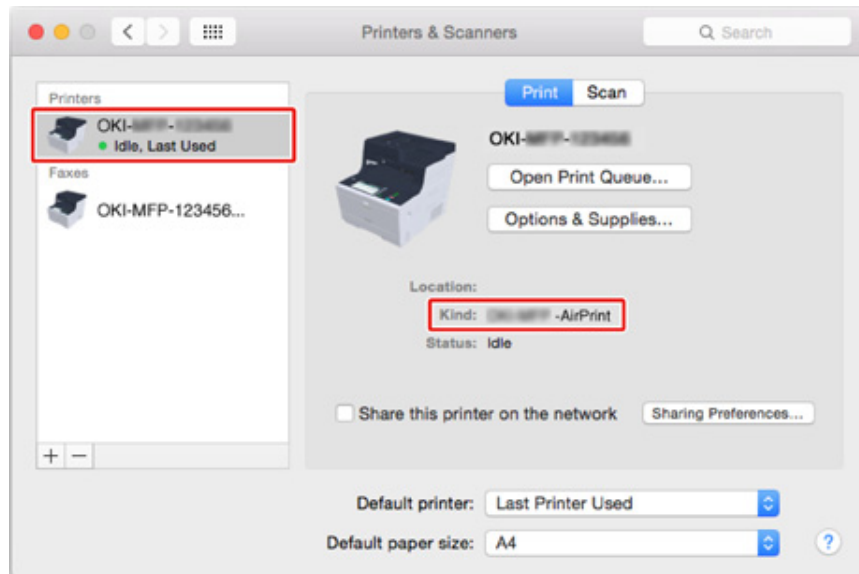 Printers & Scanners
Search
Printers
OKI-
Idle, Last Used
Faxes
OKI-MFP-123456...
Print
Scan
OKI-
Open Print Queue...
Options & Supplies...
Location:
Kind: -AirPrint
Status: Idle
Share this printer on the network
Sharing Preferences...
+ −
Default printer: Last Printer Used
Default paper size: A4
?